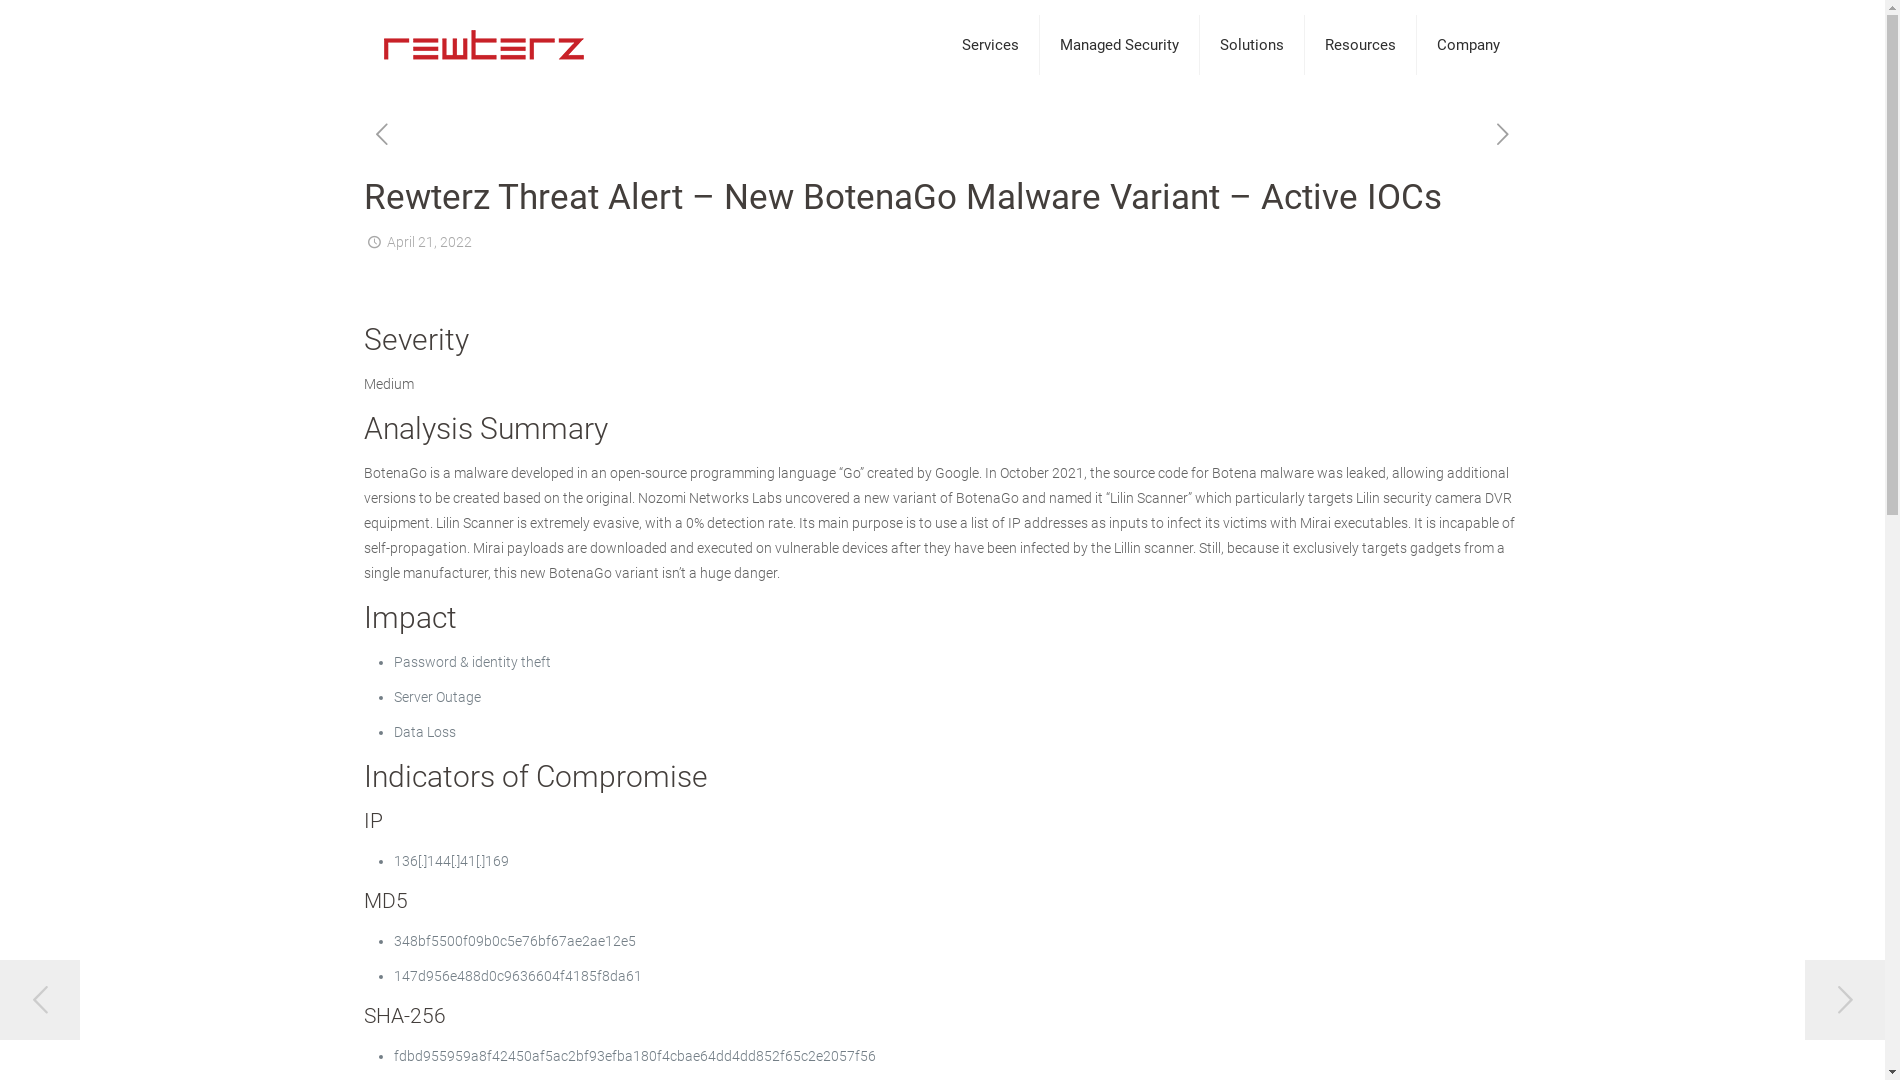 rewterz
Services
Managed Security
Solutions
Resources
Company
Rewterz Threat Alert – New BotenaGo Malware Variant – Active IOCs
April 21, 2022
Severity
Medium
Analysis Summary
BotenaGo is a malware developed in an open-source programming language “Go” created by Google. In October 2021, the source code for Botena malware was leaked, allowing additional
versions to be created based on the original. Nozomi Networks Labs uncovered a new variant of BotenaGo and named it “Lilin Scanner” which particularly targets Lilin security camera DVR
equipment. Lilin Scanner is extremely evasive, with a 0% detection rate. Its main purpose is to use a list of IP addresses as inputs to infect its victims with Mirai executables. It is incapable of
self-propagation. Mirai payloads are downloaded and executed on vulnerable devices after they have been infected by the Lillin scanner. Still, because it exclusively targets gadgets from a
single manufacturer, this new BotenaGo variant isn’t a huge danger.
Impact
Password & identity theft
Server Outage
Data Loss
Indicators of Compromise
IP
136[.]144[.]41[.]169
MD5
348bf5500f09b0c5e76bf67ae2ae12e5
147d956e488d0c9636604f4185f8da61
SHA-256
fdbd955959a8f42450af5ac2bf93efba180f4cbae64dd4dd852f65c2e2057f56